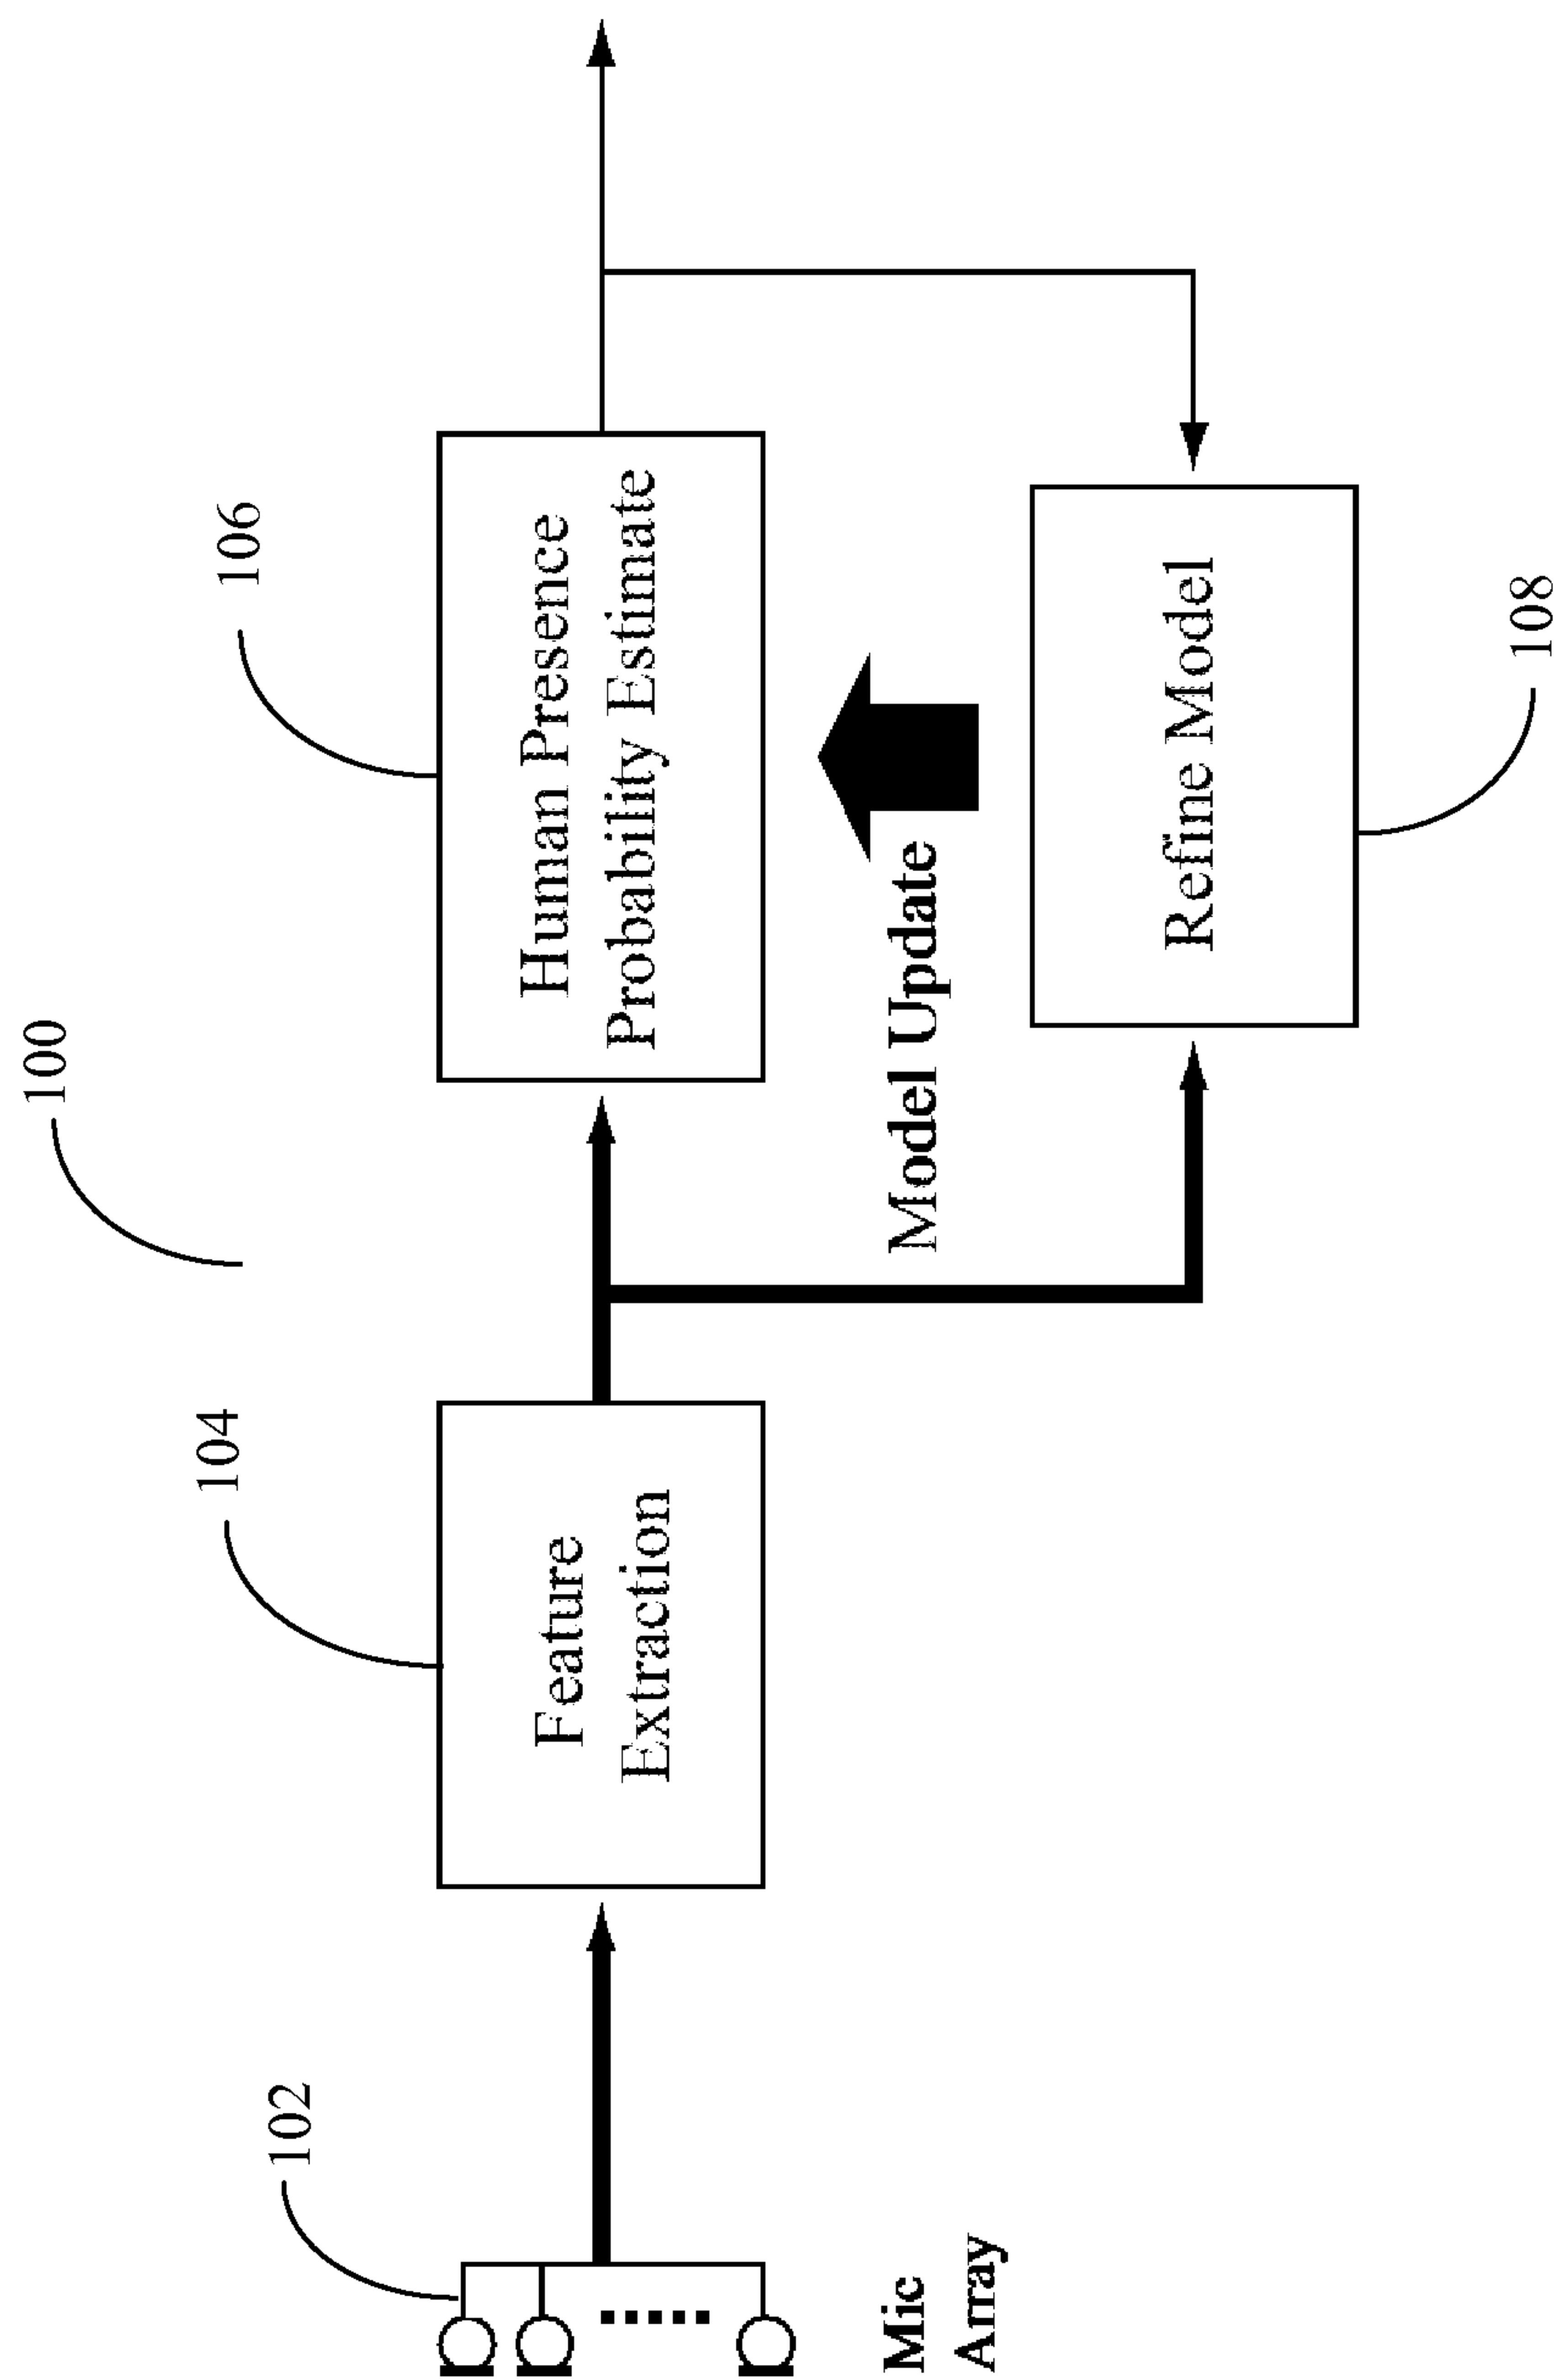 100
102
104
106
Feature
Extraction
Human Presence
Probability Estimate
Model Update
Mic
Array
Refine Model
108